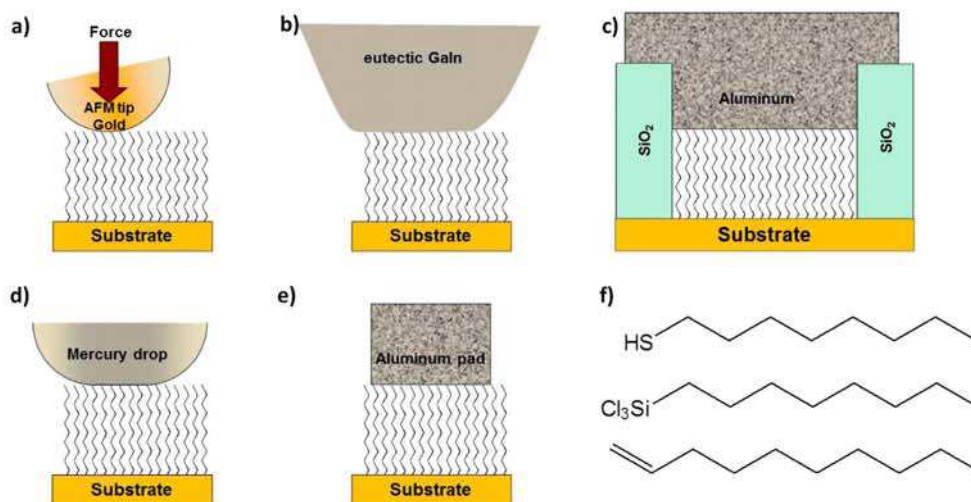 a)
Force
AFM tip
Gold
Substrate
b)
eutectic GaIn
Substrate
c)
Aluminum
SiO2
SiO2
Substrate
d)
Mercury drop
Substrate
e)
Aluminum pad
Substrate
f)
HS
Cl3Si